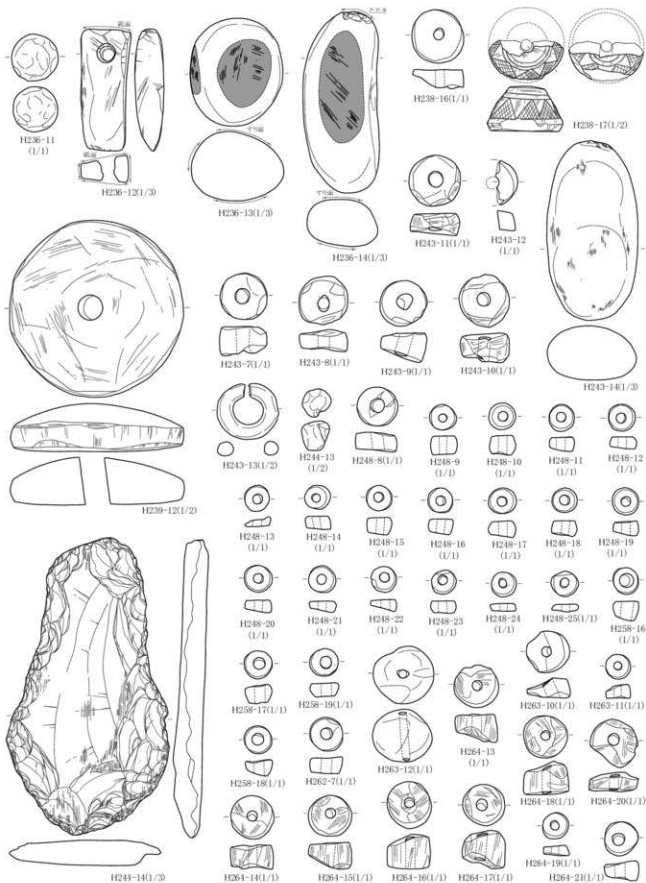 たたき
H236-11
(1/1)
H236-12(1/3)
すり面
H236-13(1/3)
すり面
H236-14(1/3)
H238-16(1/1)
H238-17(1/2)
H243-11(1/1)
H243-12
(1/1)
H243-7(1/1)
H243-8(1/1)
H243-9(1/1)
H243-10(1/1)
H243-14(1/3)
H239-12(1/2)
H243-13(1/2)
H244-13
(1/2)
H248-8(1/1)
H248-9
(1/1)
H248-10
(1/1)
H248-11
(1/1)
H248-12
(1/1)
H248-13
(1/1)
H248-14
(1/1)
H248-15
(1/1)
H248-16
(1/1)
H248-17
(1/1)
H248-18
(1/1)
H248-19
(1/1)
H248-20
(1/1)
H248-21
(1/1)
H248-22
(1/1)
H248-23
(1/1)
H248-24
(1/1)
H248-25(1/1)
H258-16
(1/1)
H258-17(1/1)
H258-19(1/1)
H263-10(1/1)
H263-11(1/1)
H258-18(1/1)
H262-7(1/1)
H263-12(1/1)
H264-13
(1/1)
H264-18(1/1)
H264-20(1/1)
H244-14(1/3)
H264-14(1/1)
H264-15(1/1)
H264-16(1/1)
H264-17(1/1)
H264-19(1/1)
H264-21(1/1)